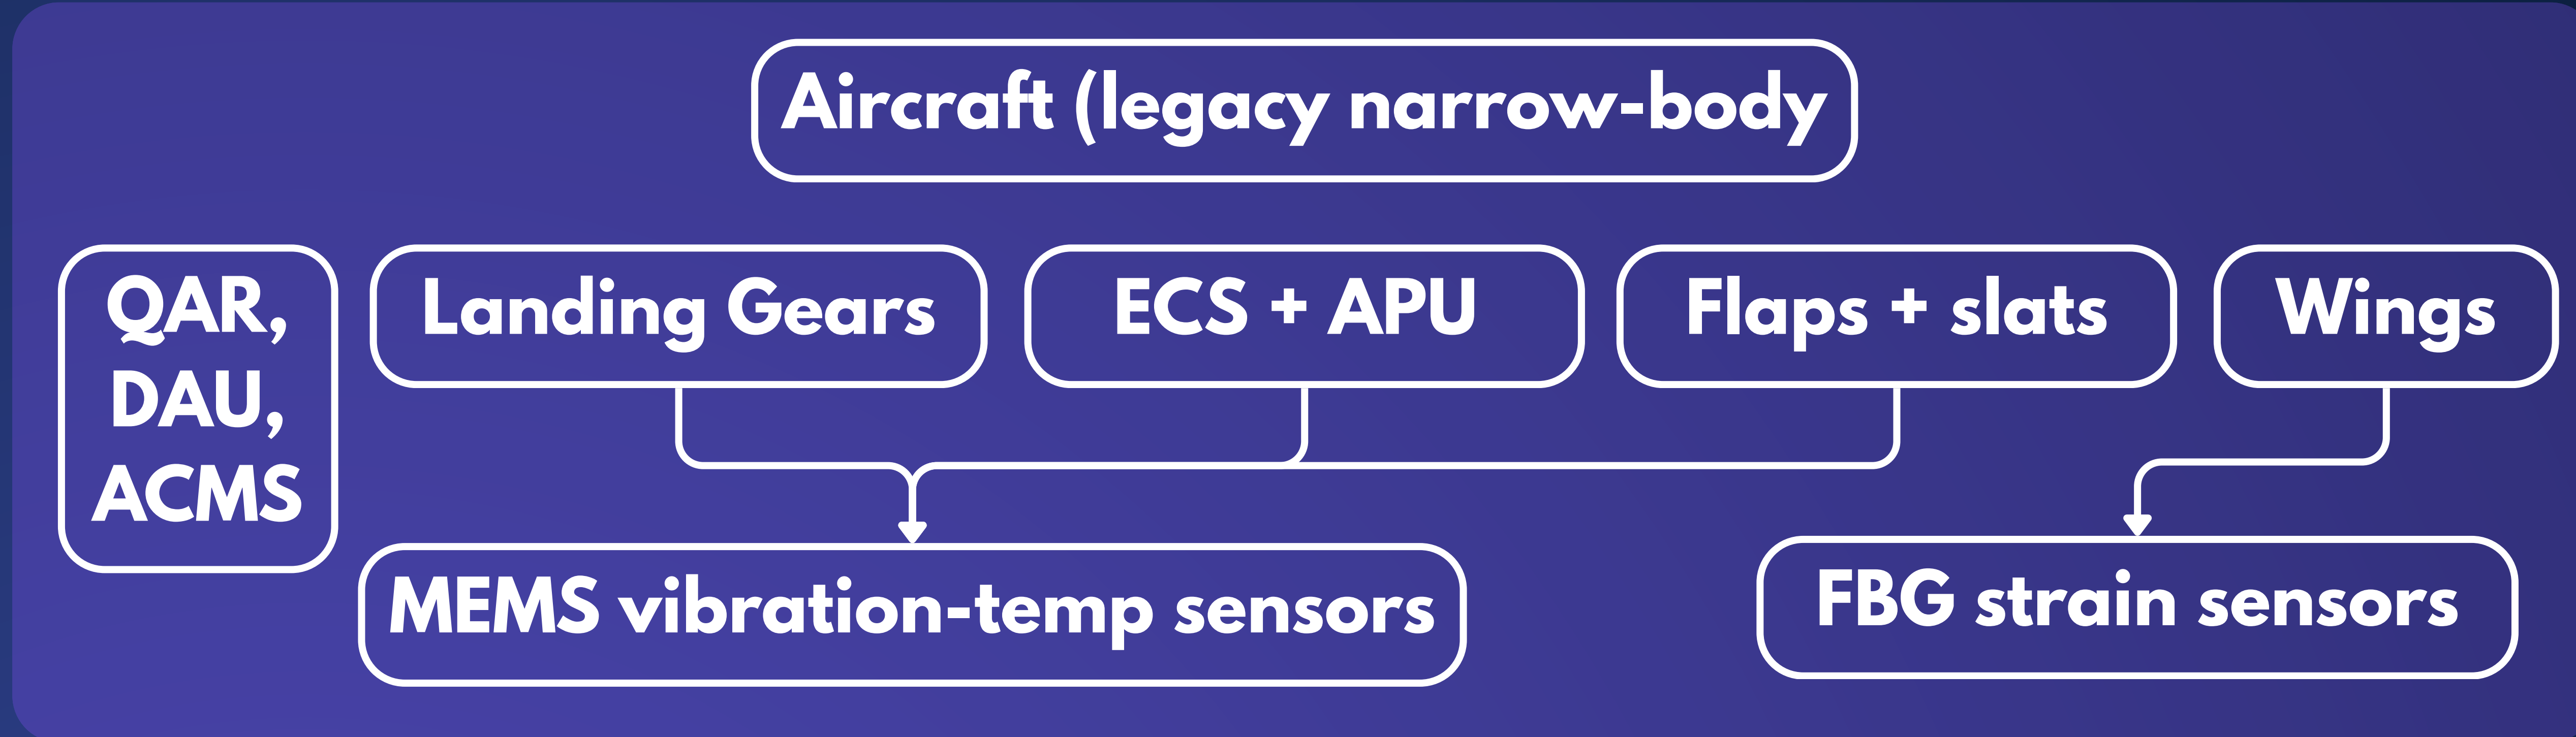 Aircraft (legacy narrow-body
QAR,
DAU,
ACMS
Landing Gears
ECS + APU
Flaps + slats
Wings
MEMS vibration-temp sensors
FBG strain sensors